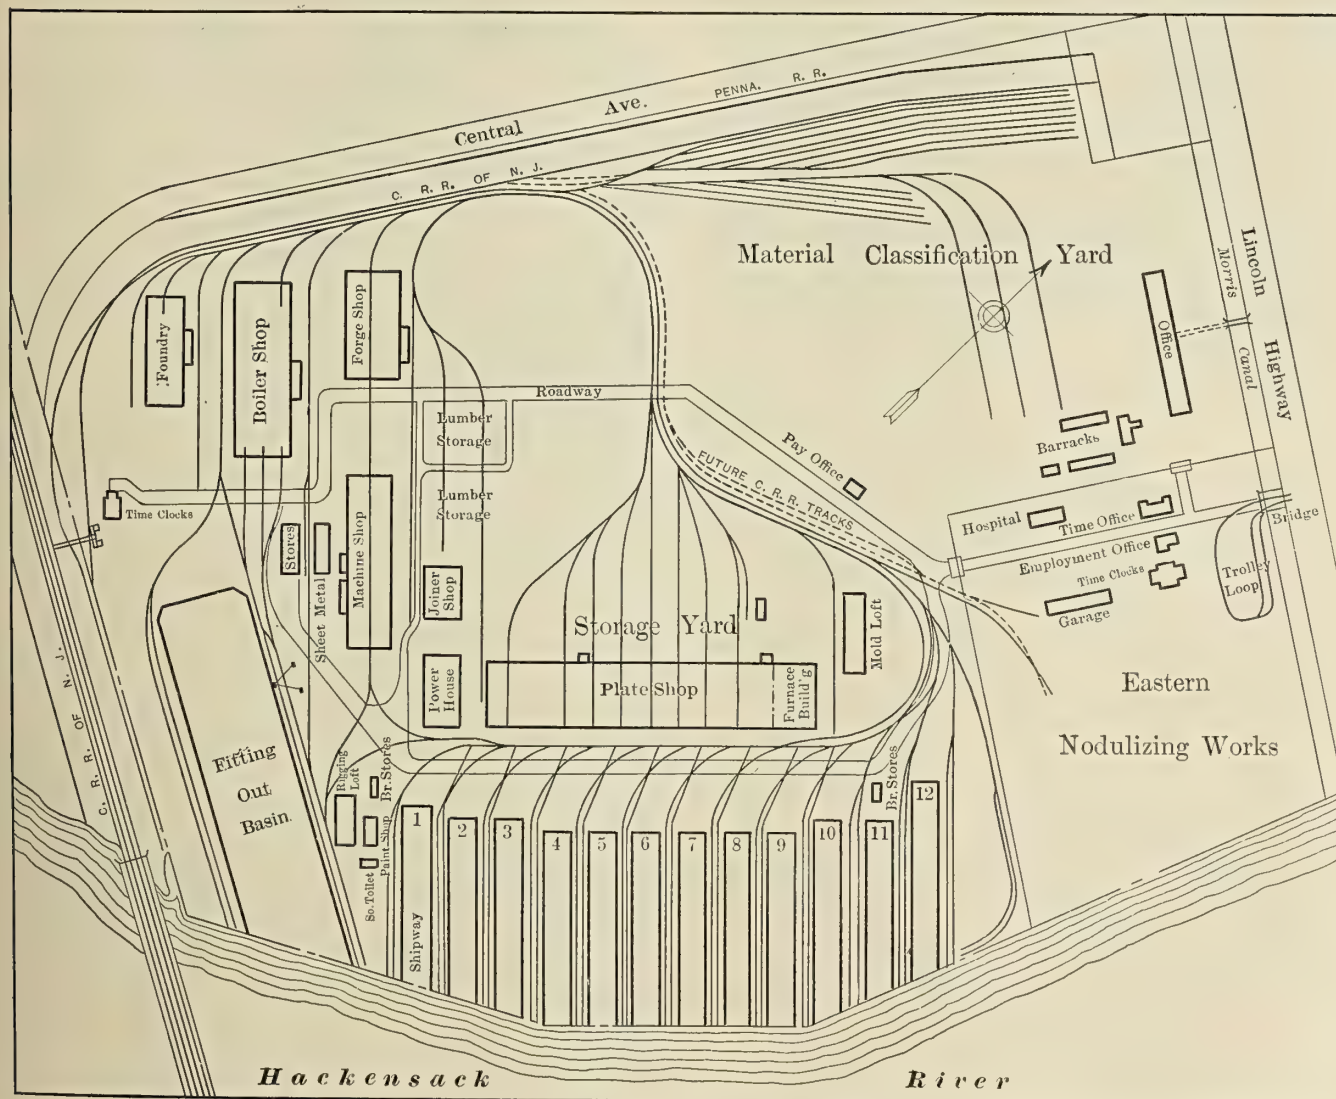 Central Ave.
PENNA. R. R.
C. R. R. OF N. J.
Material Classification Yard
Lincoln Highway
Morris Canal
Office
Foundry
Boiler Shop
Forge Shop
Roadway
Lumber
Storage
Lumber
Storage
Pay Office
Barracks
FUTURE C. R. R. TRACKS
Time Clocks
Stores
Sheet Metal
Machine Shop
Joiner
Shop
Hospital
Time Office
Bridge
Employment Office
Time Clocks
Trolley
Loop
Garage
Storage Yard
Mold Loft
Power
House
Plate Shop
Furnace
Build'g
Eastern
Nodulizing Works
C. R. R. OF N. J.
Fitting
Out
Basin.
Rigging
Loft
Br. Stores
Paint Shop
So. Toilet
Br. Stores
Shipway
1
2
3
4
5
6
7
8
9
10
11
12
Hackensack River